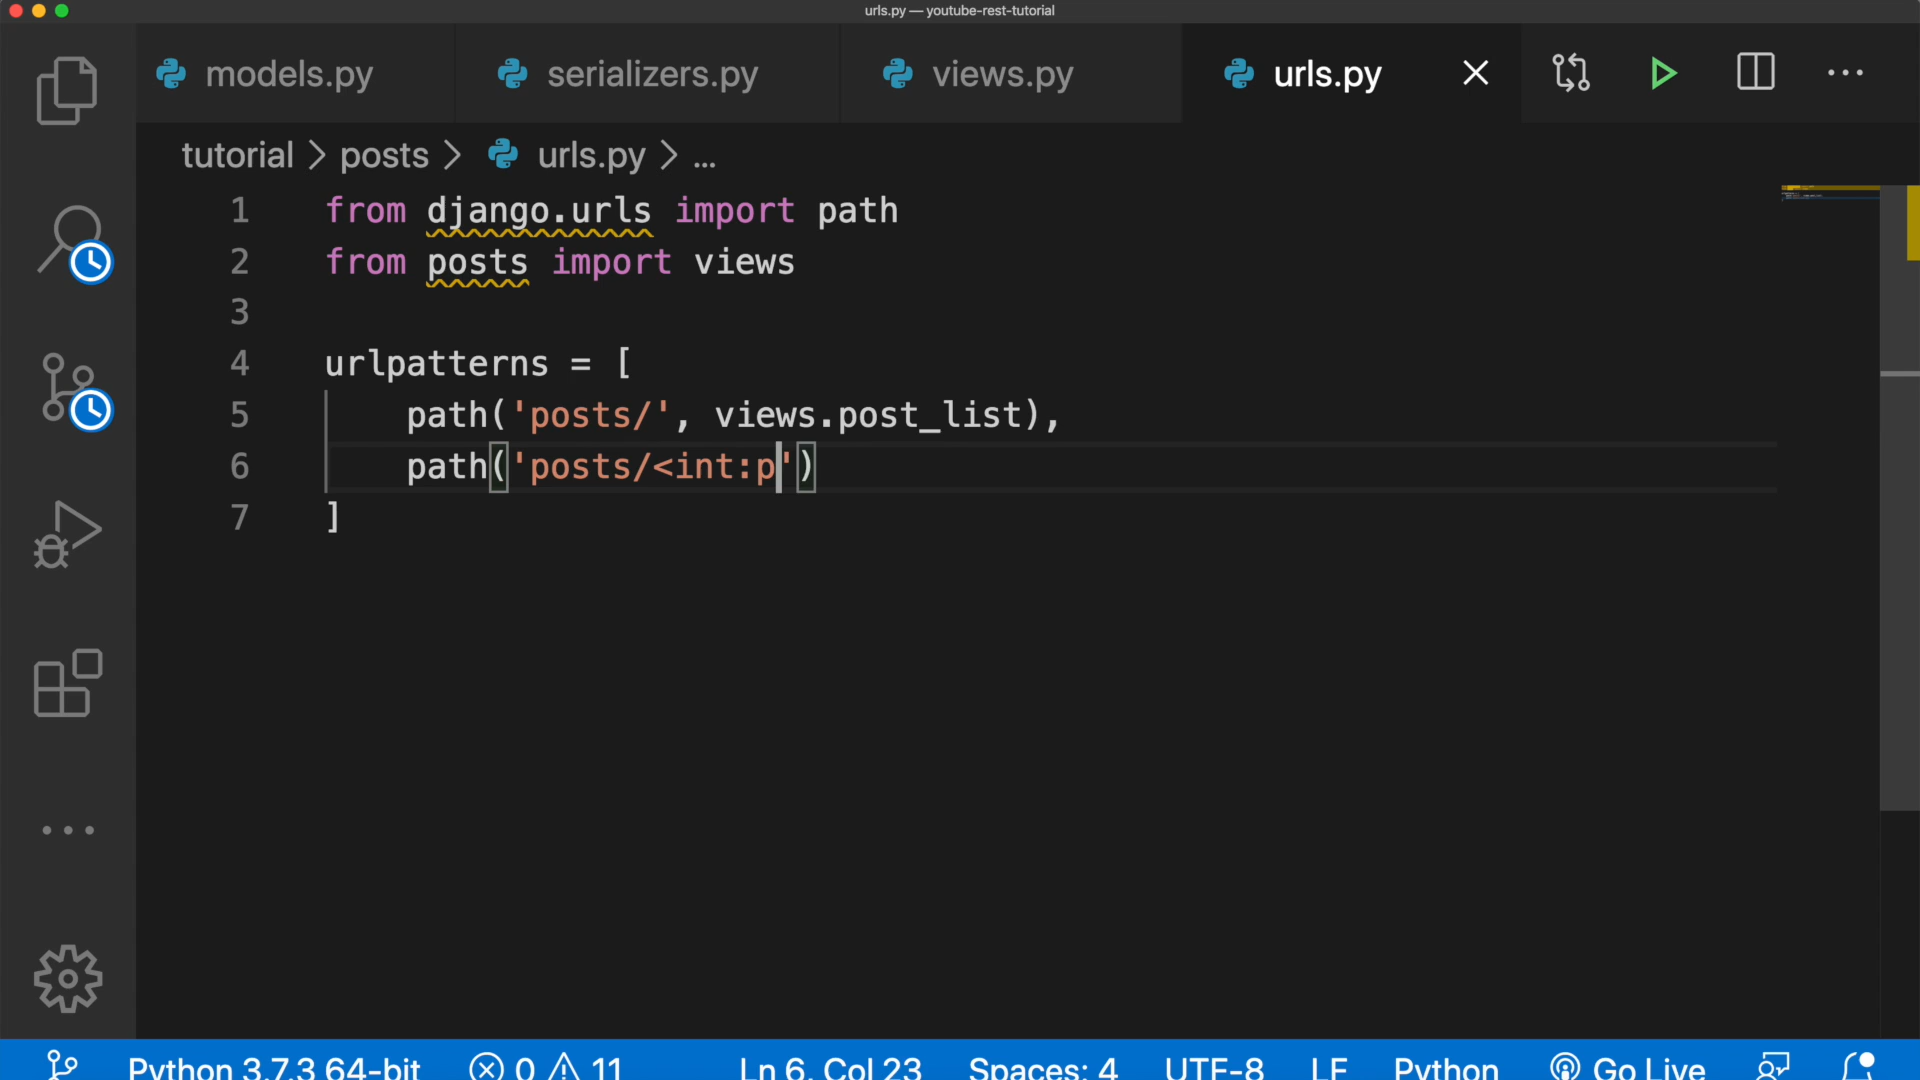 urls.py — youtube-rest-tutorial
models.py serializers.py views.py urls.py
tutorial > posts > urls.py > ...
1 from django.urls import path
2 from posts import views
3
4 urlpatterns = [
5 path('posts/', views.post_list),
6 path('posts/<int:p')
7 ]
Python 3.7.3 64-bit 0 11 Ln 6, Col 23 Spaces: 4 UTF-8 LF Python Go Live